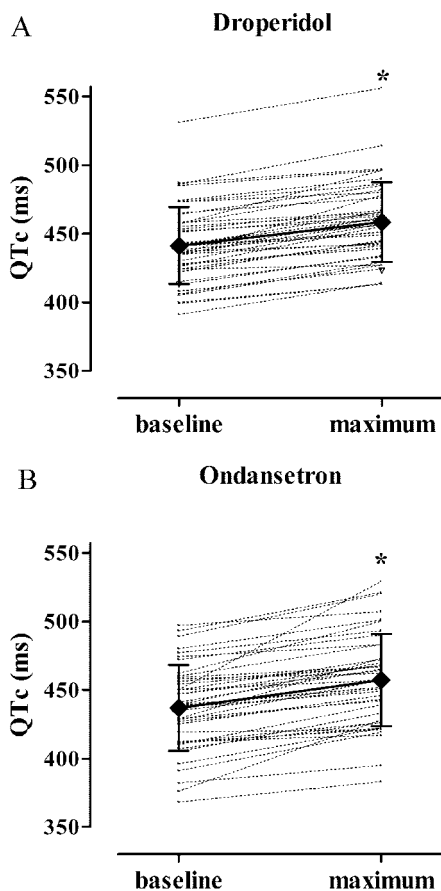 A
Droperidol
*
550
500
450
400
350
QTc (ms)
baseline maximum
B
Ondansetron
*
550
500
450
400
350
QTc (ms)
baseline maximum